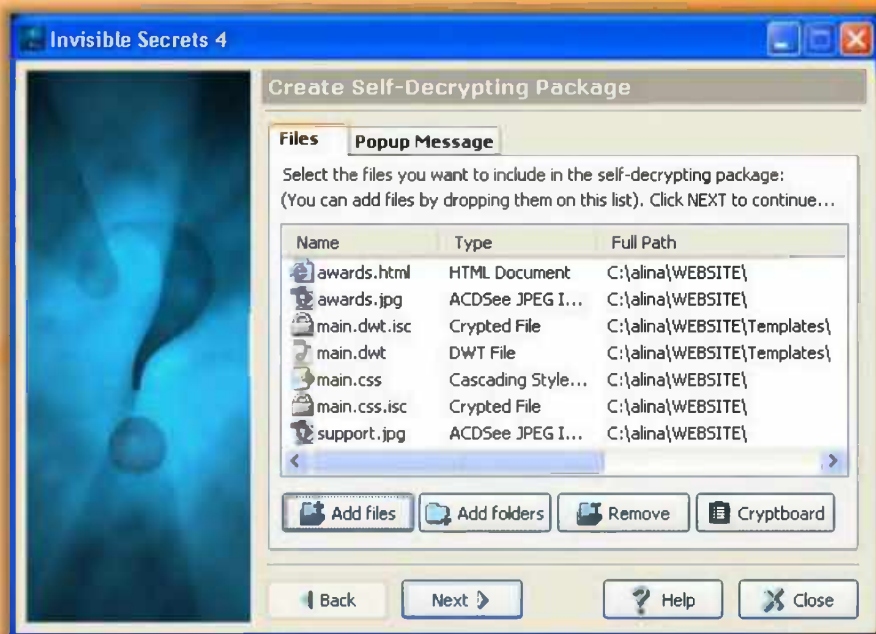 Invisible Secrets 4
Create Self-Decrypting Package
Files Popup Message
Select the files you want to include in the self-decrypting package:
(You can add files by dropping them on this list). Click NEXT to continue...
Name Type Full Path
awards.html HTML Document C:\alina\WEBSITE\
awards.jpg ACDSee JPEG I... C:\alina\WEBSITE\
main.dwt.isc Crypted File C:\alina\WEBSITE\Templates\
main.dwt DWT File C:\alina\WEBSITE\Templates\
main.css Cascading Style... C:\alina\WEBSITE\
main.css.isc Crypted File C:\alina\WEBSITE\
support.jpg ACDSee JPEG I... C:\alina\WEBSITE\
Add files Add folders Remove Cryptboard
Back Next Help Close